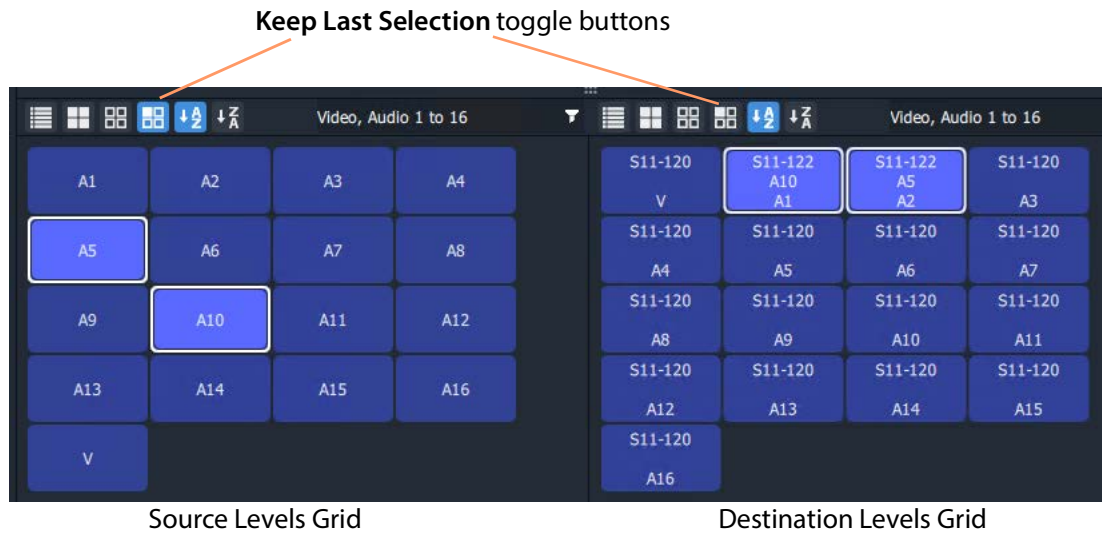 Keep Last Selection toggle buttons
Video, Audio 1 to 16
Video, Audio 1 to 16
A1 A2 A3 A4
A5 A6 A7 A8
A9 A10 A11 A12
A13 A14 A15 A16
V
S11-120 S11-122 S11-122 S11-120
A10 A5
V A1 A2 A3
S11-120 S11-120 S11-120 S11-120
A4 A5 A6 A7
S11-120 S11-120 S11-120 S11-120
A8 A9 A10 A11
S11-120 S11-120 S11-120 S11-120
A12 A13 A14 A15
S11-120
A16
Source Levels Grid
Destination Levels Grid